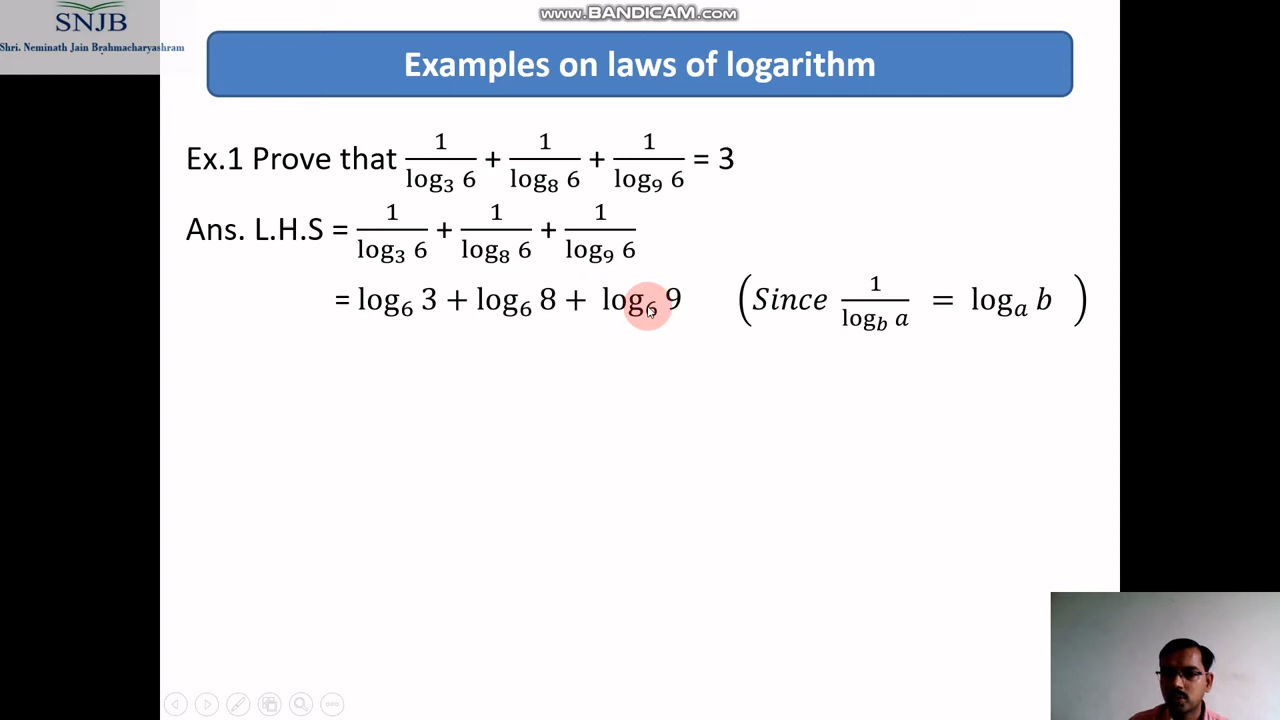 www.BANDICAM.com
SNJB
Shri. Neminath Jain Brahmacharyashram
Examples on laws of logarithm
Ex.1 Prove that 1/log₃ 6 + 1/log₈ 6 + 1/log₉ 6 = 3
Ans. L.H.S = 1/log₃ 6 + 1/log₈ 6 + 1/log₉ 6
= log₆ 3 + log₆ 8 + log₆ 9 (Since 1/log_b a = log_a b )